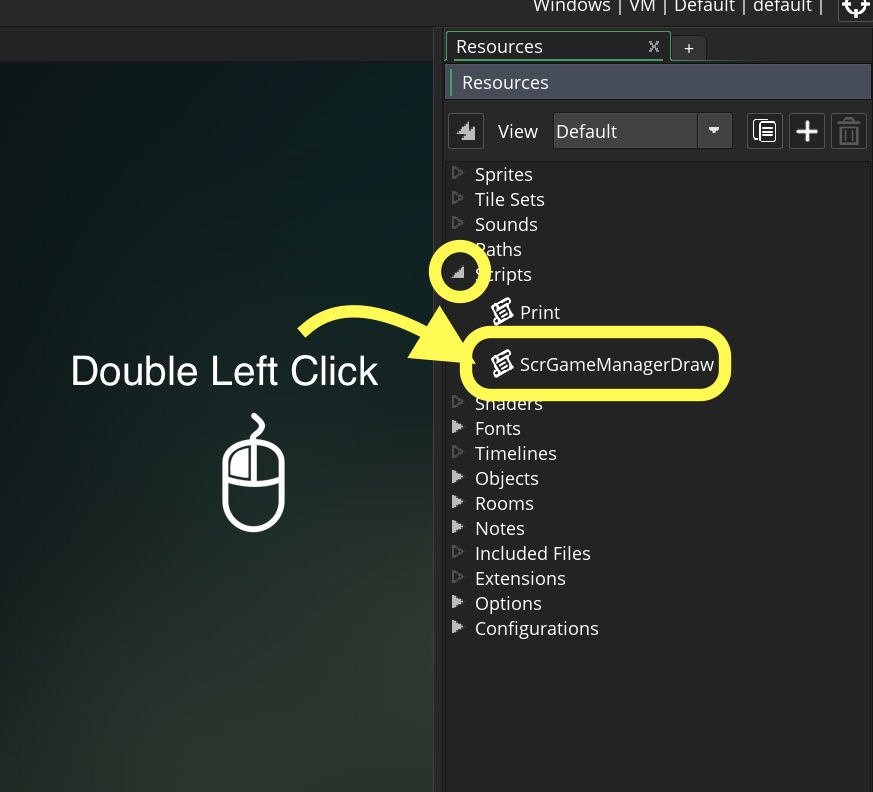 Windows | VM | Default | default |
Resources X +
Resources
View Default
Sprites
Tile Sets
Sounds
Paths
Scripts
Print
Double Left Click
ScrGameManagerDraw
Shaders
Fonts
Timelines
Objects
Rooms
Notes
Included Files
Extensions
Options
Configurations